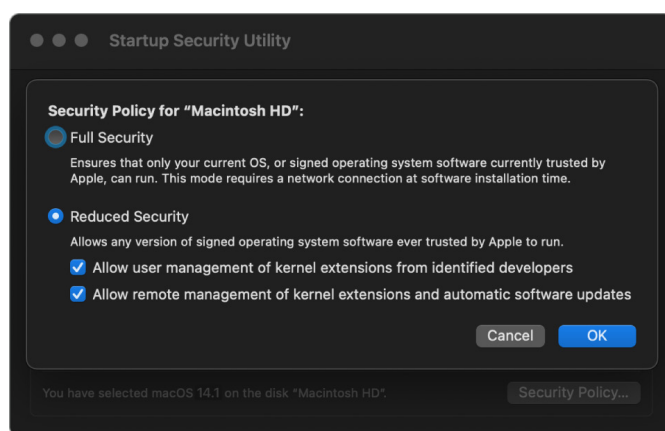 Startup Security Utility
Security Policy for “Macintosh HD”:
Full Security
Ensures that only your current OS, or signed operating system software currently trusted by
Apple, can run. This mode requires a network connection at software installation time.
Reduced Security
Allows any version of signed operating system software ever trusted by Apple to run.
Allow user management of kernel extensions from identified developers
Allow remote management of kernel extensions and automatic software updates
Cancel OK
You have selected macOS 14.1 on the disk “Macintosh HD”. Security Policy...